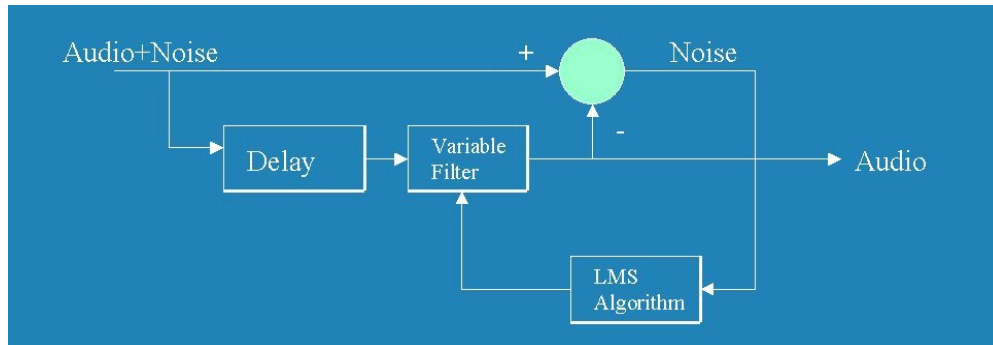 Audio+Noise
+
Noise
Delay
Variable
Filter
-
Audio
LMS
Algorithm